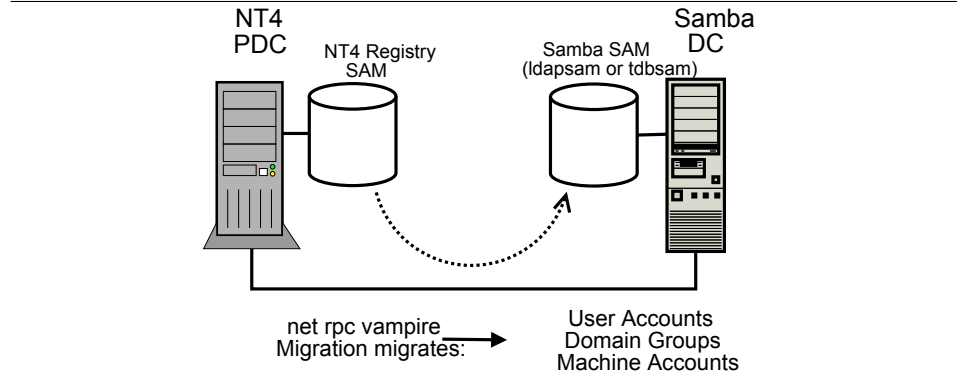 NT4
PDC
NT4 Registry
SAM
Samba SAM
(ldapsam or tdbsam)
Samba
DC
net rpc vampire
Migration migrates:
User Accounts
Domain Groups
Machine Accounts